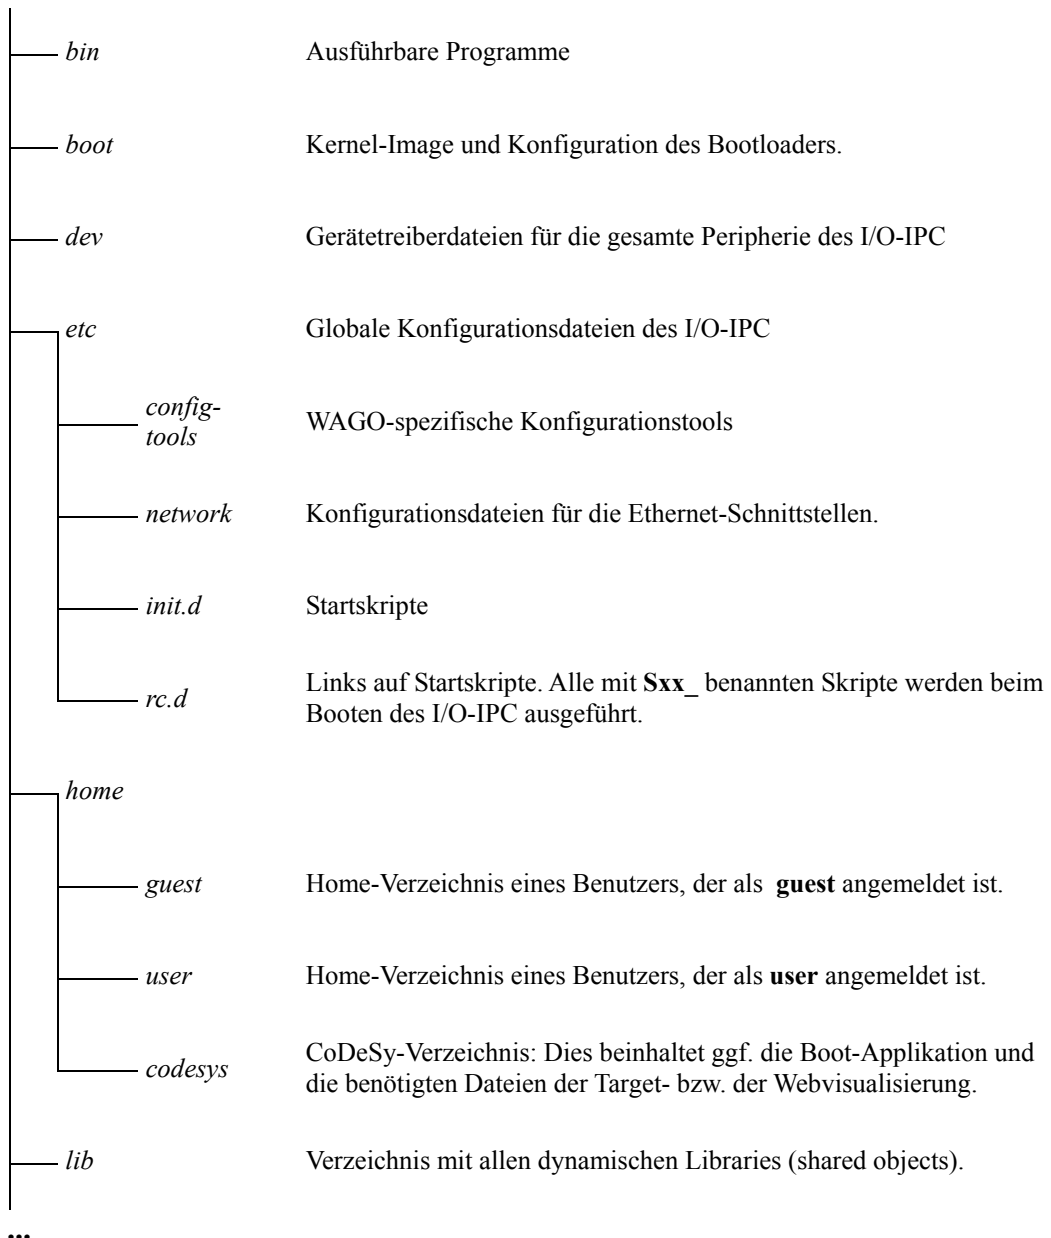 bin Ausführbare Programme
boot Kernel-Image und Konfiguration des Bootloaders.
dev Gerätetreiberdateien für die gesamte Peripherie des I/O-IPC
etc Globale Konfigurationsdateien des I/O-IPC
config-
tools
WAGO-spezifische Konfigurationstools
network Konfigurationsdateien für die Ethernet-Schnittstellen.
init.d Startskripte
rc.d
Links auf Startskripte. Alle mit Sxx_ benannten Skripte werden beim
Booten des I/O-IPC ausgeführt.
home
guest Home-Verzeichnis eines Benutzers, der als guest angemeldet ist.
user Home-Verzeichnis eines Benutzers, der als user angemeldet ist.
codesys
CoDeSy-Verzeichnis: Dies beinhaltet ggf. die Boot-Applikation und
die benötigten Dateien der Target- bzw. der Webvisualisierung.
lib Verzeichnis mit allen dynamischen Libraries (shared objects).
...